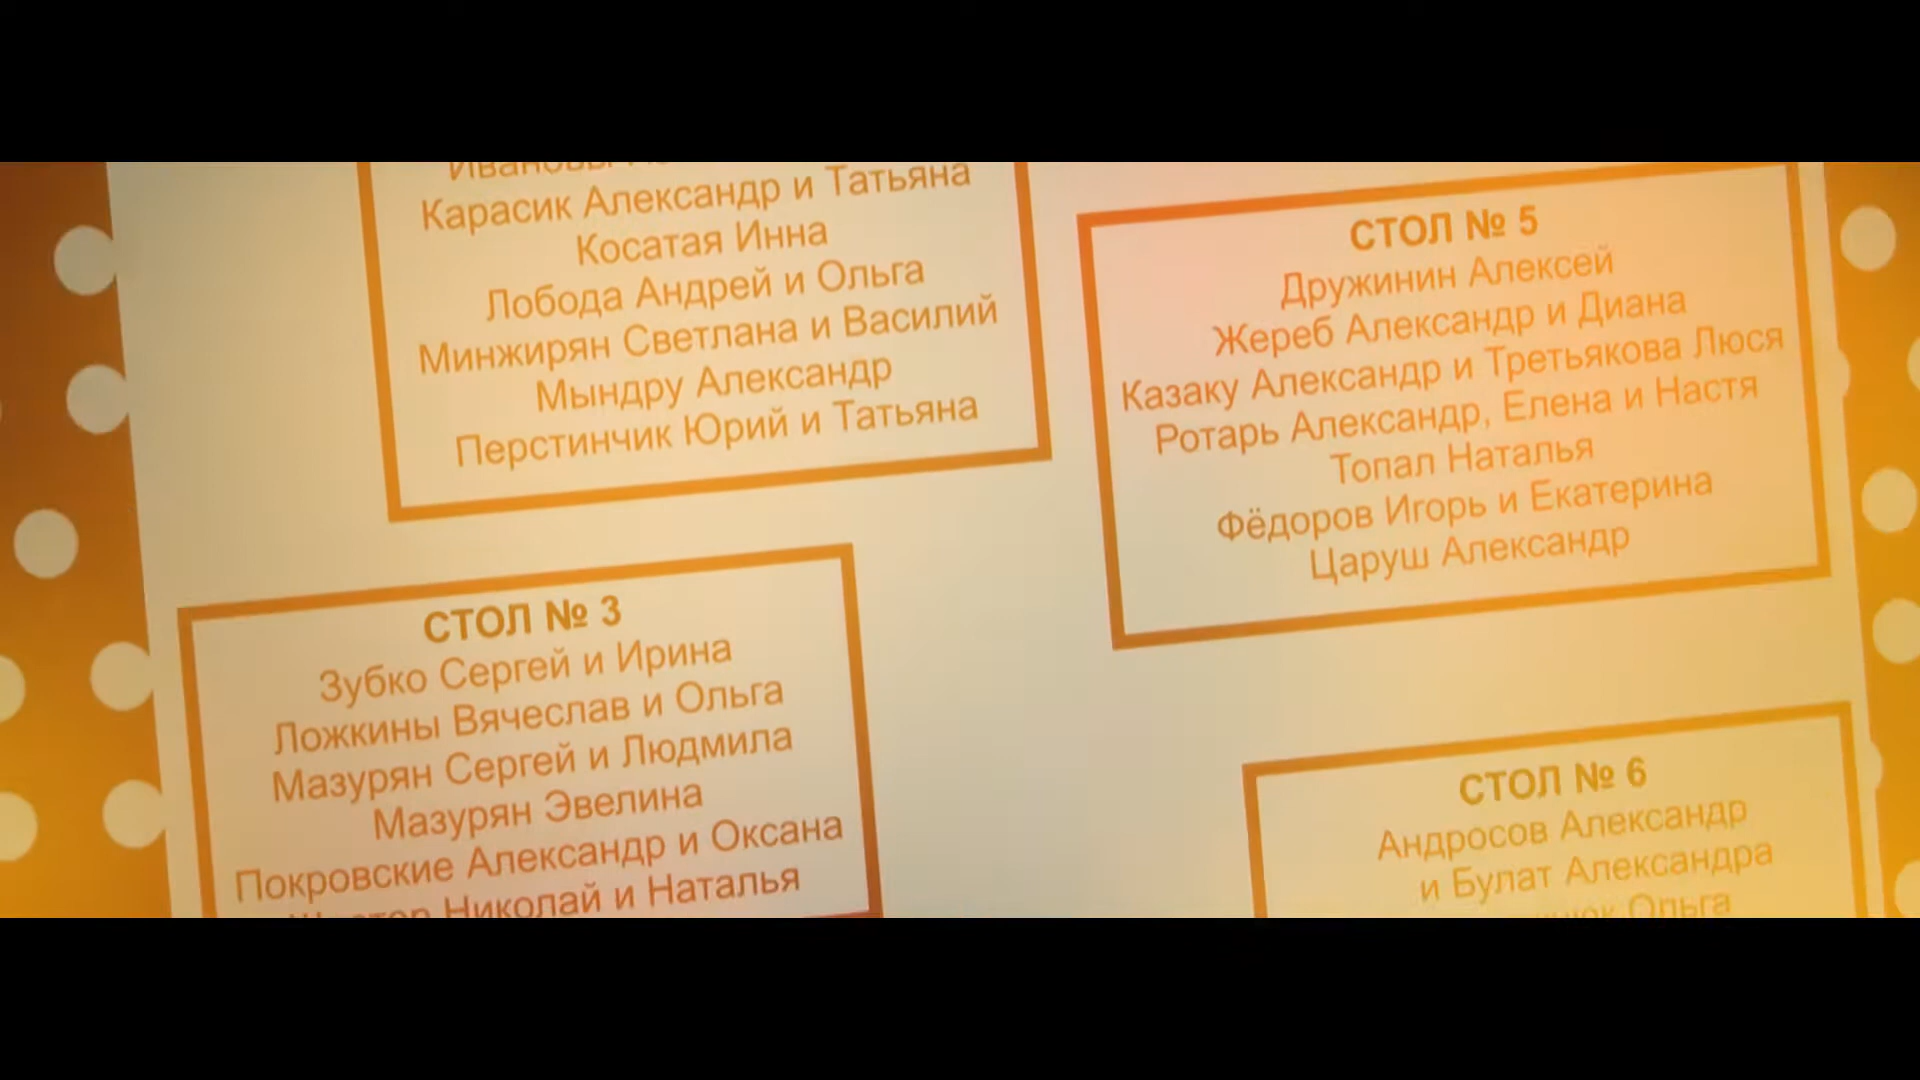 Ивановы
Карасик Александр и Татьяна
Косатая Инна
Лобода Андрей и Ольга
Минжирян Светлана и Василий
Мындру Александр
Перстинчик Юрий и Татьяна
СТОЛ № 3
Зубко Сергей и Ирина
Ложкины Вячеслав и Ольга
Мазурян Сергей и Людмила
Мазурян Эвелина
Покровские Александр и Оксана
Николай и Наталья
СТОЛ № 5
Дружинин Алексей
Жереб Александр и Диана
Казаку Александр и Третьякова Люся
Ротарь Александр, Елена и Настя
Топал Наталья
Фёдоров Игорь и Екатерина
Царуш Александр
СТОЛ № 6
Андросов Александр
и Булат Александра
Ольга